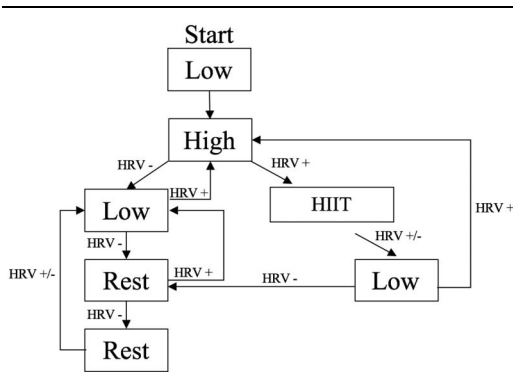 Start
Low
High
HRV -
HRV +
HRV +
Low
HIIT
HRV +
HRV -
HRV +/-
HRV +/-
Rest
HRV +
HRV -
Low
HRV -
Rest